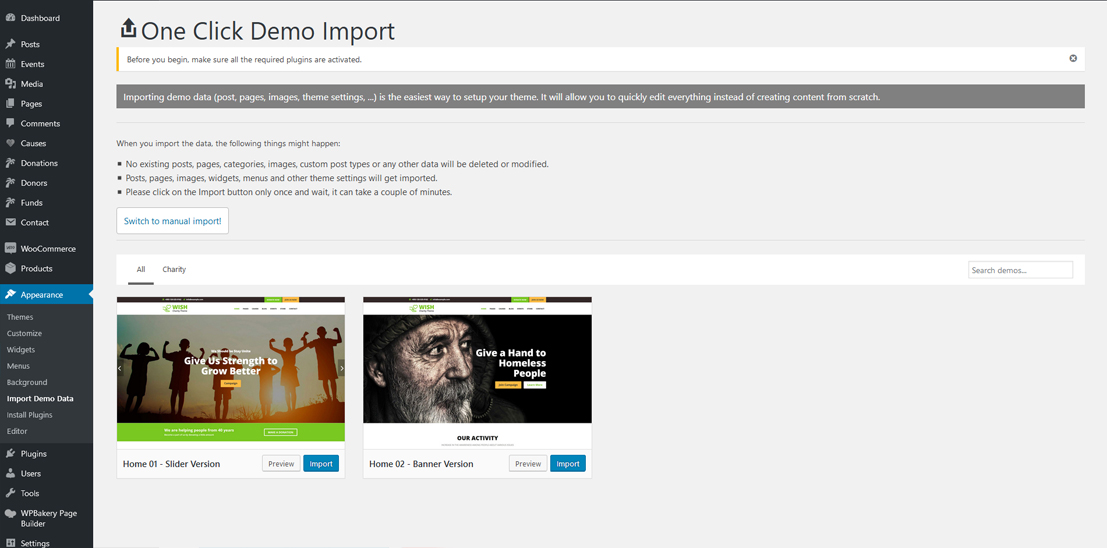 Dashboard
Posts
Events
Media
Pages
Comments
Causes
Donations
Donors
Funds
Contact
WooCommerce
Products
Appearance
Themes
Customize
Widgets
Menus
Background
Import Demo Data
Install Plugins
Editor
Plugins
Users
Tools
WPBakery Page
Builder
Settings
One Click Demo Import
Before you begin, make sure all the required plugins are activated.
Importing demo data (post, pages, images, theme settings, ...) is the easiest way to setup your theme. It will allow you to quickly edit everything instead of creating content from scratch.
When you import the data, the following things might happen:
No existing posts, pages, categories, images, custom post types or any other data will be deleted or modified.
Posts, pages, images, widgets, menus and other theme settings will get imported.
Please click on the Import button only once and wait, it can take a couple of minutes.
Switch to manual import!
All Charity Search demos...
WISH
Give Us Strength to
Grow Better
We are helping people from 40 years
Home 01 - Slider Version Preview Import
WISH
Give a Hand to
Homeless
People
OUR ACTIVITY
Home 02 - Banner Version Preview Import